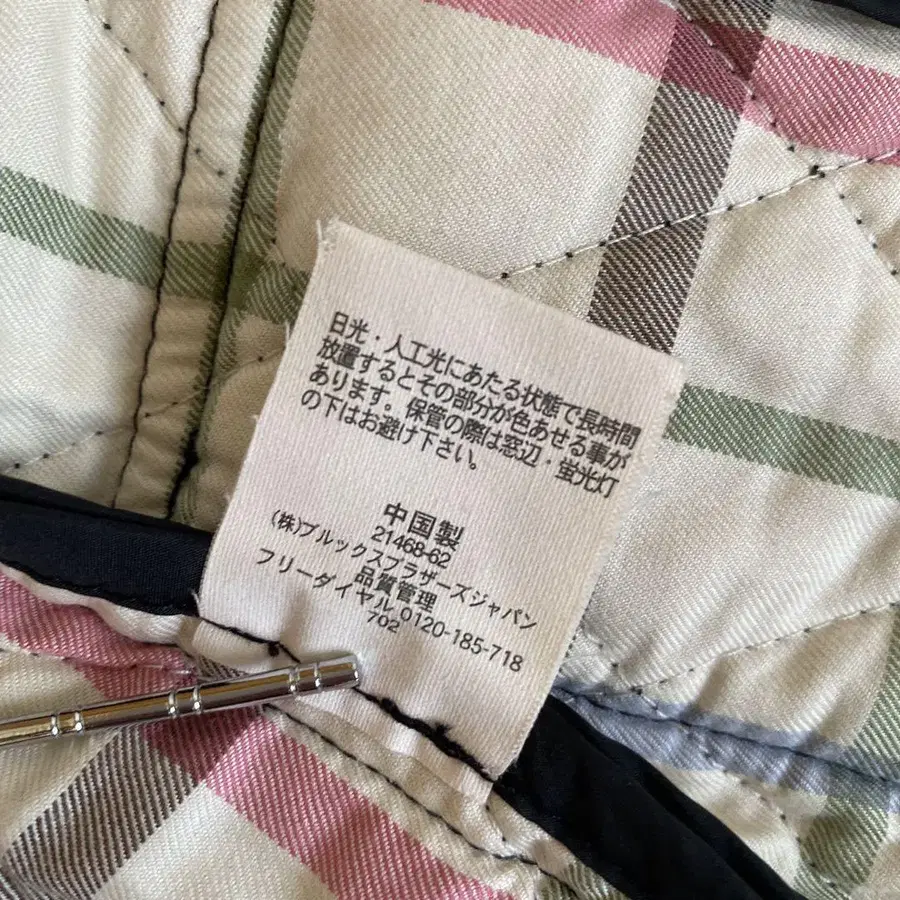 日光・人工光にあたる状態で長時間
放置するとその部分が色あせる事が
あります。保管の際は窓辺・蛍光灯
の下はお避け下さい。
中国製
21468-62
(株)ブルックスブラザーズジャパン
品質管理
フリーダイヤル0120-185-718
702